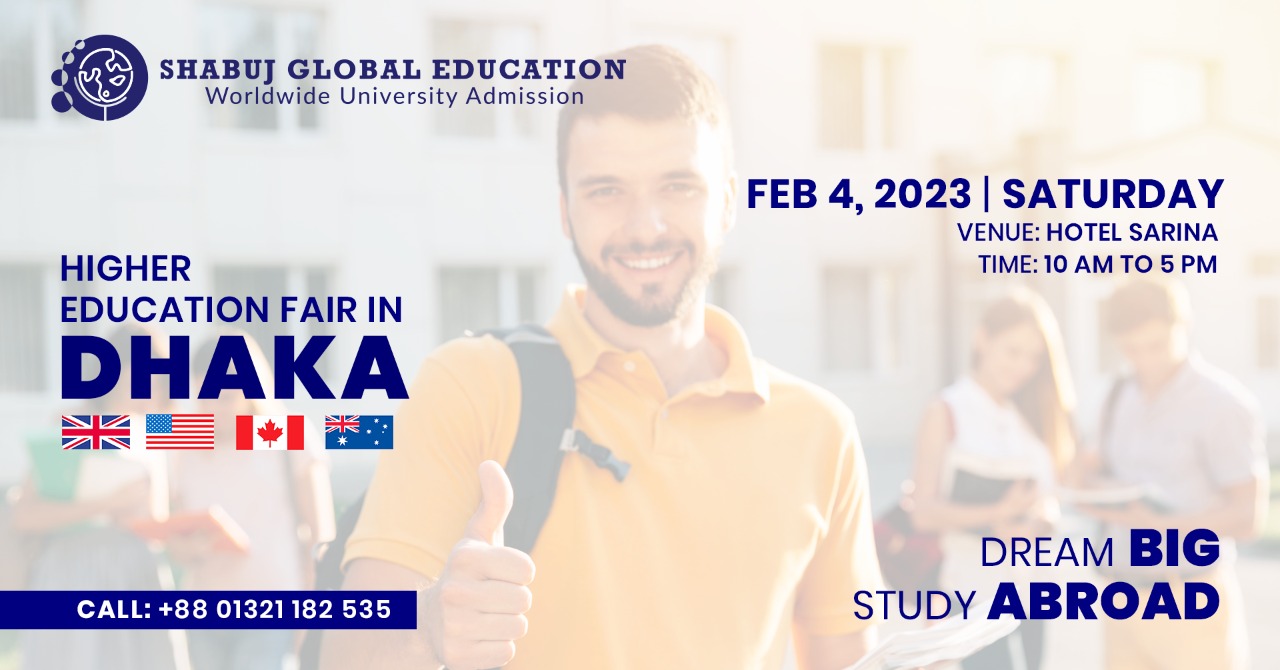 SHABUJ GLOBAL EDUCATION
Worldwide University Admission
FEB 4, 2023 | SATURDAY
VENUE: HOTEL SARINA
TIME: 10 AM TO 5 PM
HIGHER
EDUCATION FAIR IN
DHAKA
DREAM BIG
STUDY ABROAD
CALL: +88 01321 182 535